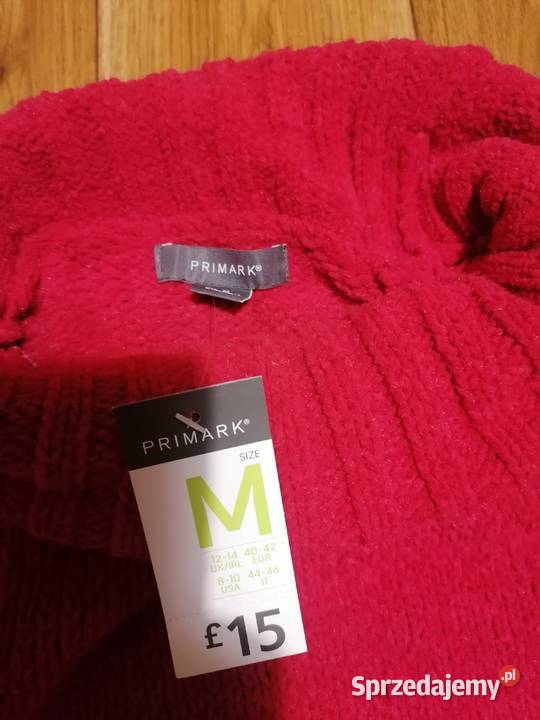 PRIMARK®
PRIMARK®
SIZE
M
12-14 40-42
UK/IRL EUR
8-10 44-46
USA IT
£15
Sprzedajemy.pl